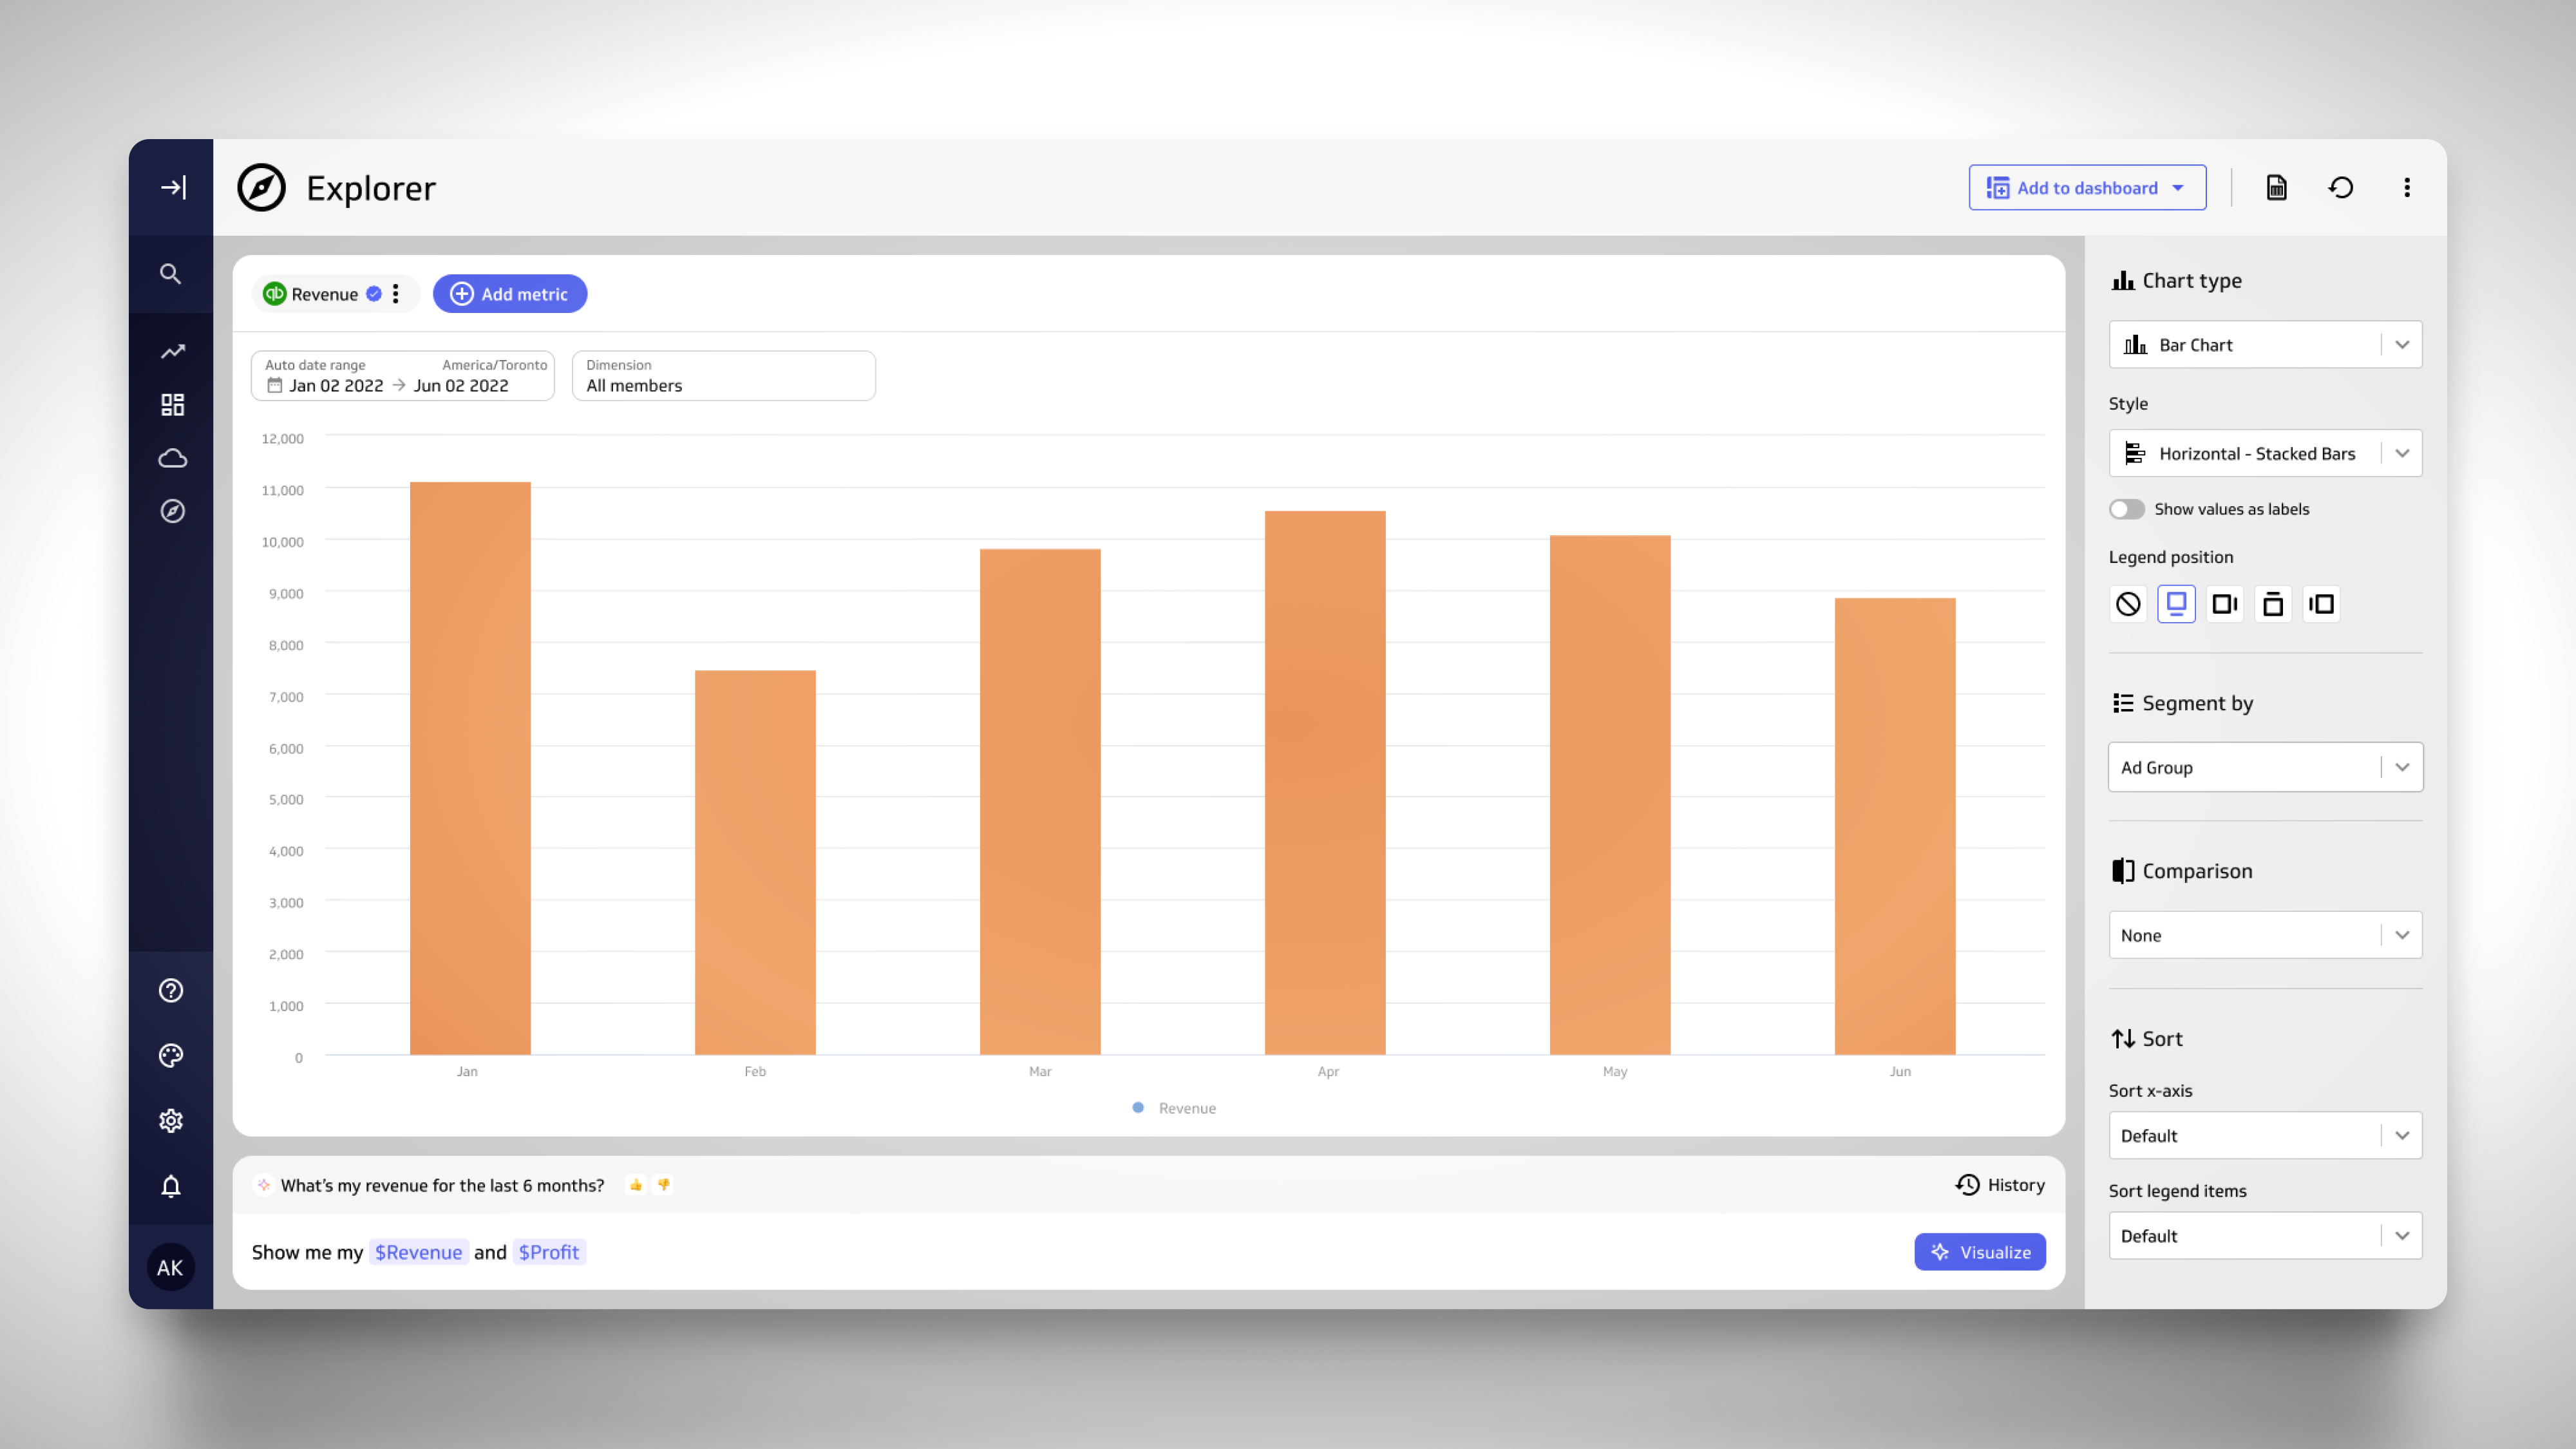 Explorer
Add to dashboard
qb Revenue
Add metric
Auto date range America/Toronto
Jan 02 2022 → Jun 02 2022
Dimension
All members
12,000
11,000
10,000
9,000
8,000
7,000
6,000
5,000
4,000
3,000
2,000
1,000
0
Jan Feb Mar Apr May Jun
Revenue
What’s my revenue for the last 6 months?
History
Show me my $Revenue and $Profit
Visualize
Chart type
Bar Chart
Style
Horizontal - Stacked Bars
Show values as labels
Legend position
Segment by
Ad Group
Comparison
None
Sort
Sort x-axis
Default
Sort legend items
Default
AK